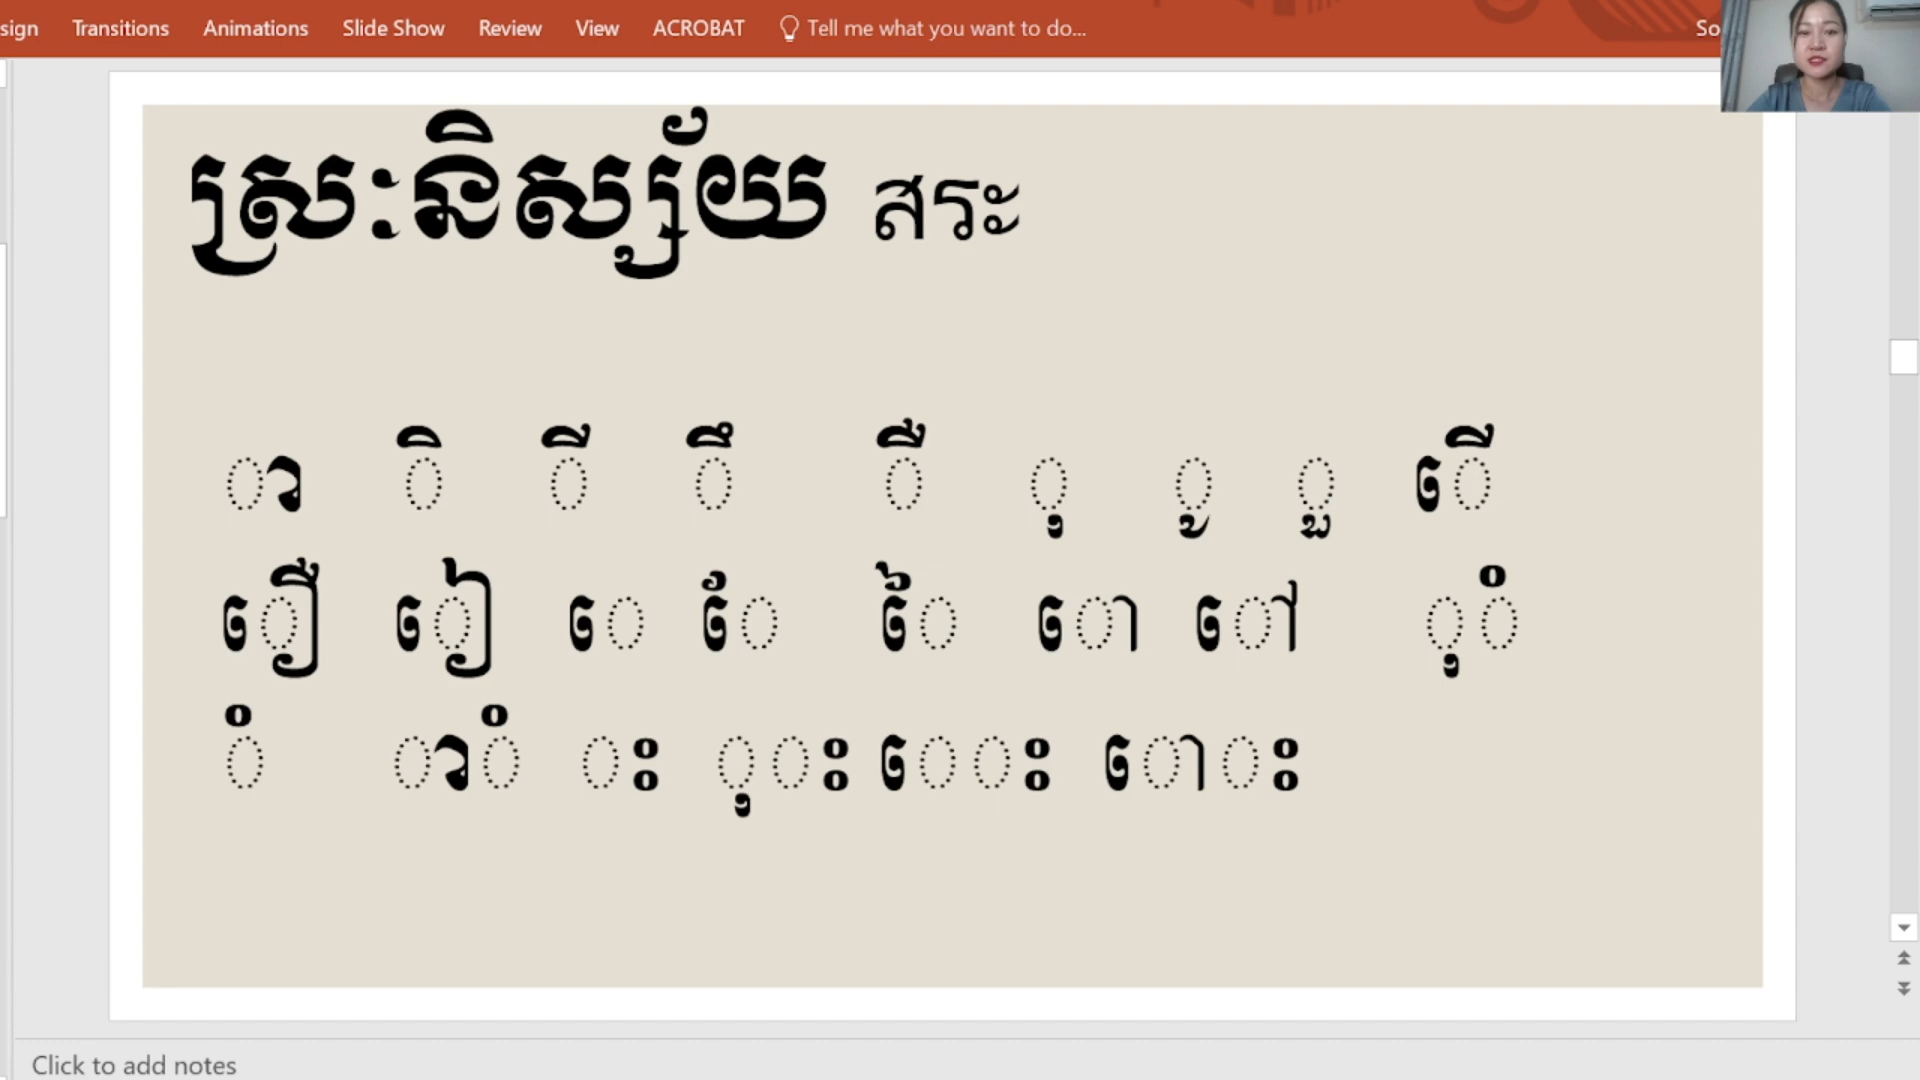 sign Transitions Animations Slide Show Review View ACROBAT Tell me what you want to do...
ស្រៈនិស្ស័យ สระ
ា ិ ី ឹ ឺ ុ ូ ួ ើ
ឿ ៀ េ ែ ៃ ោ ៅ ុំ
ំ ាំ ះ ុះ េះ ោះ
Click to add notes